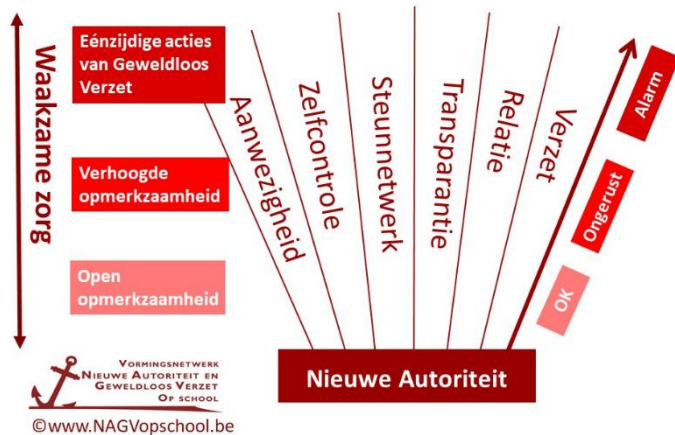 Waakzame zorg
Eénzijdige acties
van Geweldloos
Verzet
Verhoogde
opmerkzaamheid
Open
opmerkzaamheid
Aanwezigheid
Zelfcontrole
Steunnetwerk
Transparantie
Relatie
Verzet
Alarm
Ongerust
OK
Nieuwe Autoriteit
VORMINGSNETWERK
NIEUWE AUTORITEIT EN
GEWELDLOOS VERZET
OP SCHOOL
©www.NAGVopschool.be